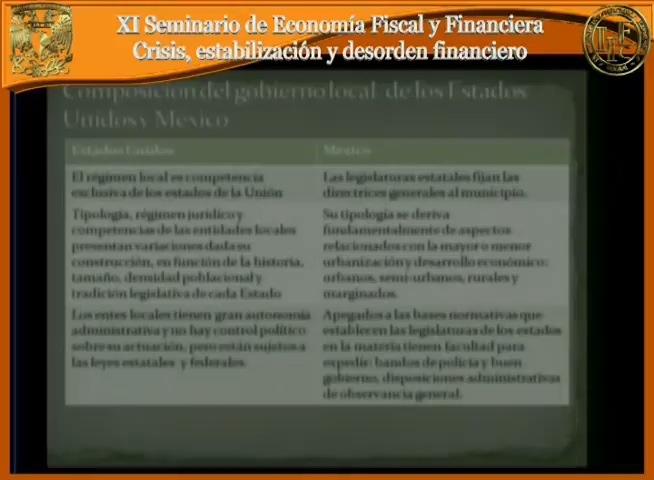 XI Seminario de Economía Fiscal y Financiera
Crisis, estabilización y desorden financiero
Composición del gobierno local de los Estados
Unidos y Mexico
Estados Unidos
México
El régimen local es competencia
exclusiva de los estados de la Unión
Las legislaturas estatales fijan las
directrices generales al municipio.
Tipología, régimen jurídico y
competencias de las entidades locales
presentan variaciones dada su
construcción, en función de la historia,
tamaño, densidad poblacional y
tradición legislativa de cada Estado
Su tipología se deriva
fundamentalmente de aspectos
relacionados con la mayor o menor
urbanización y desarrollo económico:
urbanos, semi-urbanos, rurales y
marginados.
Los entes locales tienen gran autonomía
administrativa y no hay control político
sobre su actuación, pero están sujetos a
las leyes estatales y federales.
Apegados a las bases normativas que
establecen las legislaturas de los estados
en la materia tienen facultad para
expedir: bandos de policía y buen
gobierno, disposiciones administrativas
de observancia general.